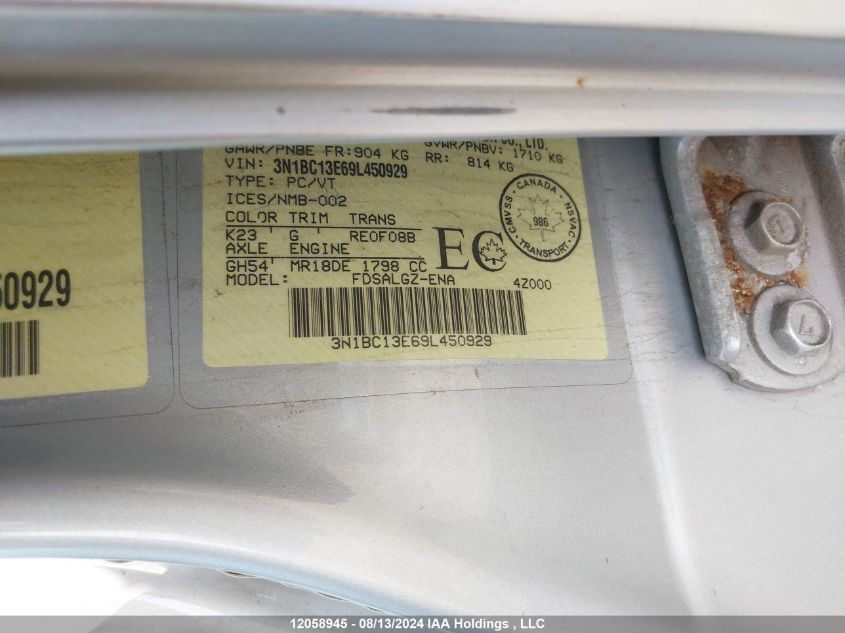 CO.,LTD.
GAWR/PNBE FR:904 KG
GVWR/PNBV: 1710 KG
VIN: 3N1BC13E69L450929
RR: 814 KG
TYPE: PC/VT
ICES/NMB-002
COLOR TRIM TRANS
K23 ' G ' RE0F08B
AXLE ENGINE
GH54' MR18DE 1798 CC
MODEL: FDSALGZ-ENA
4Z000
EC
CANADA
CMVSS
NSVAC
986
TRANSPORT
3N1BC13E69L450929
50929
12058945 - 08/13/2024 IAA Holdings , LLC